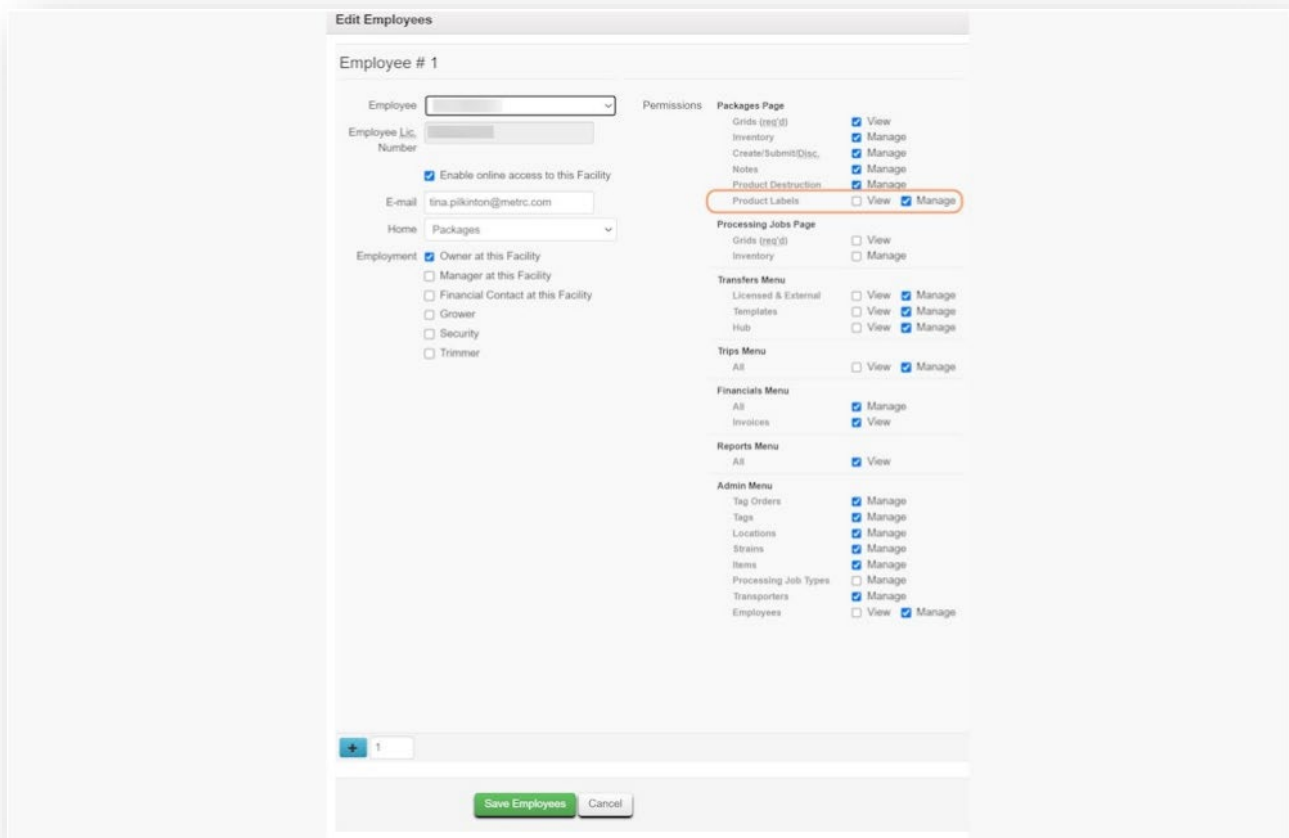 Edit Employees
Employee # 1
Employee
Employee Lic. Number
Enable online access to this Facility
E-mail tina.pilkinton@metrc.com
Home Packages
Employment Owner at this Facility
Manager at this Facility
Financial Contact at this Facility
Grower
Security
Trimmer
Permissions Packages Page
Grids (req'd) View
Inventory Manage
Create/Submit/Disc. Manage
Notes Manage
Product Destruction Manage
Product Labels View Manage
Processing Jobs Page
Grids (req'd) View
Inventory Manage
Transfers Menu
Licensed & External View Manage
Templates View Manage
Hub View Manage
Trips Menu
All View Manage
Financials Menu
All Manage
Invoices View
Reports Menu
All View
Admin Menu
Tag Orders Manage
Tags Manage
Locations Manage
Strains Manage
Items Manage
Processing Job Types Manage
Transporters Manage
Employees View Manage
+ 1
Save Employees Cancel